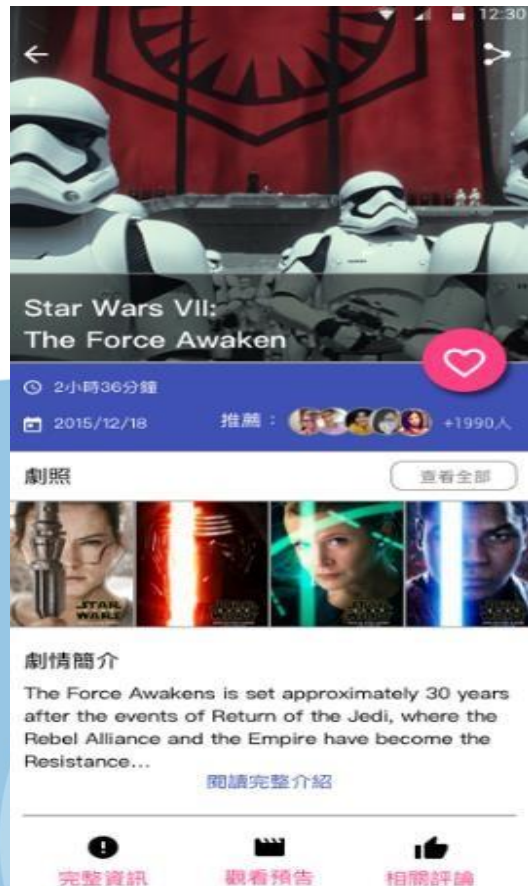 12:30
Star Wars VII:
The Force Awaken
2小時36分鐘
2015/12/18 推薦： +1990人
劇照 查看全部
STAR WARS
劇情簡介
The Force Awakens is set approximately 30 years
after the events of Return of the Jedi, where the
Rebel Alliance and the Empire have become the
Resistance...
閱讀完整介紹
完整資訊 觀看預告 相關評論